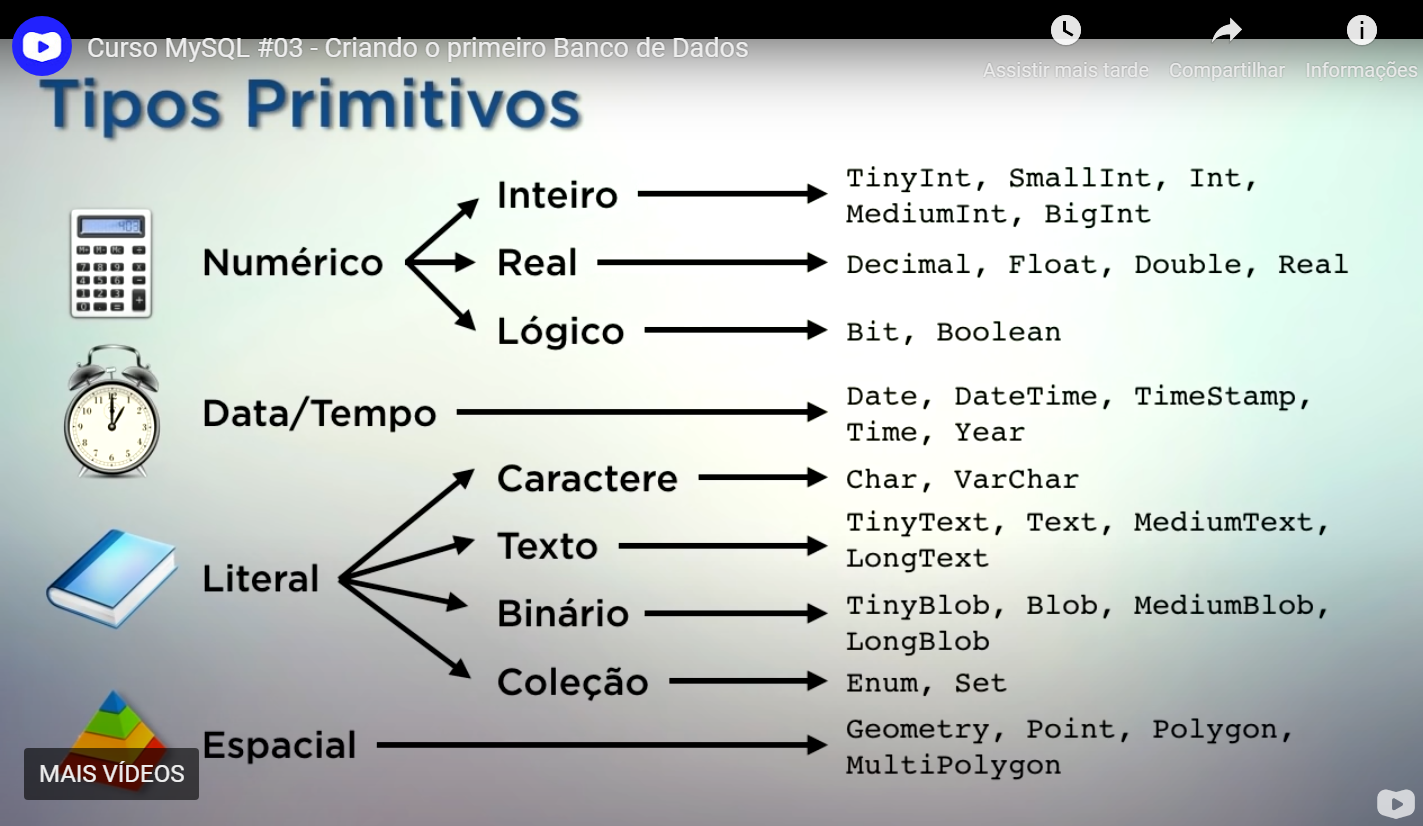 Curso MySQL #03 - Criando o primeiro Banco de Dados
Assistir mais tarde
Compartilhar
Informações
Tipos Primitivos
Numérico
Inteiro
TinyInt, SmallInt, Int,
MediumInt, BigInt
Real
Decimal, Float, Double, Real
Lógico
Bit, Boolean
Data/Tempo
Date, DateTime, TimeStamp,
Time, Year
Literal
Caractere
Char, VarChar
Texto
TinyText, Text, MediumText,
LongText
Binário
TinyBlob, Blob, MediumBlob,
LongBlob
Coleção
Enum, Set
Espacial
Geometry, Point, Polygon,
MultiPolygon
MAIS VÍDEOS